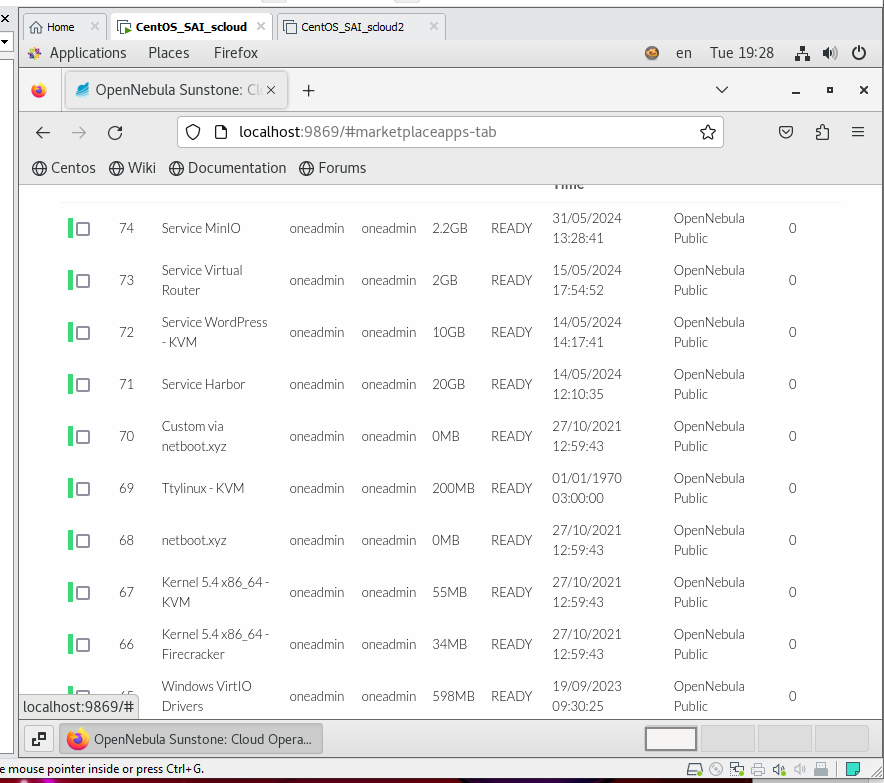 Home
CentOS_SAI_scloud
CentOS_SAI_scloud2
Applications Places Firefox
en Tue 19:28
OpenNebula Sunstone: Clo
localhost:9869/#marketplaceapps-tab
Centos Wiki Documentation Forums
Time
74 Service MinIO oneadmin oneadmin 2.2GB READY 31/05/2024 13:28:41 OpenNebula Public 0
73 Service Virtual Router oneadmin oneadmin 2GB READY 15/05/2024 17:54:52 OpenNebula Public 0
72 Service WordPress - KVM oneadmin oneadmin 10GB READY 14/05/2024 14:17:41 OpenNebula Public 0
71 Service Harbor oneadmin oneadmin 20GB READY 14/05/2024 12:10:35 OpenNebula Public 0
70 Custom via netboot.xyz oneadmin oneadmin 0MB READY 27/10/2021 12:59:43 OpenNebula Public 0
69 Ttylinux - KVM oneadmin oneadmin 200MB READY 01/01/1970 03:00:00 OpenNebula Public 0
68 netboot.xyz oneadmin oneadmin 0MB READY 27/10/2021 12:59:43 OpenNebula Public 0
67 Kernel 5.4 x86_64 - KVM oneadmin oneadmin 55MB READY 27/10/2021 12:59:43 OpenNebula Public 0
66 Kernel 5.4 x86_64 - Firecracker oneadmin oneadmin 34MB READY 27/10/2021 12:59:43 OpenNebula Public 0
65 Windows VirtIO Drivers oneadmin oneadmin 598MB READY 19/09/2023 09:30:25 OpenNebula Public 0
localhost:9869/#
OpenNebula Sunstone: Cloud Opera...
e mouse pointer inside or press Ctrl+G.